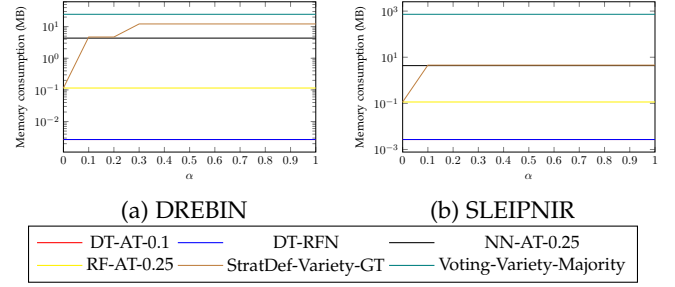 Memory consumption (MB)
10^1
10^0
10^−1
10^−2
0 0.1 0.2 0.3 0.4 0.5 0.6 0.7 0.8 0.9 1
α
(a) DREBIN
Memory consumption (MB)
10^3
10^1
10^−1
10^−3
0 0.1 0.2 0.3 0.4 0.5 0.6 0.7 0.8 0.9 1
α
(b) SLEIPNIR
DT-AT-0.1 DT-RFN NN-AT-0.25
RF-AT-0.25 StratDef-Variety-GT Voting-Variety-Majority